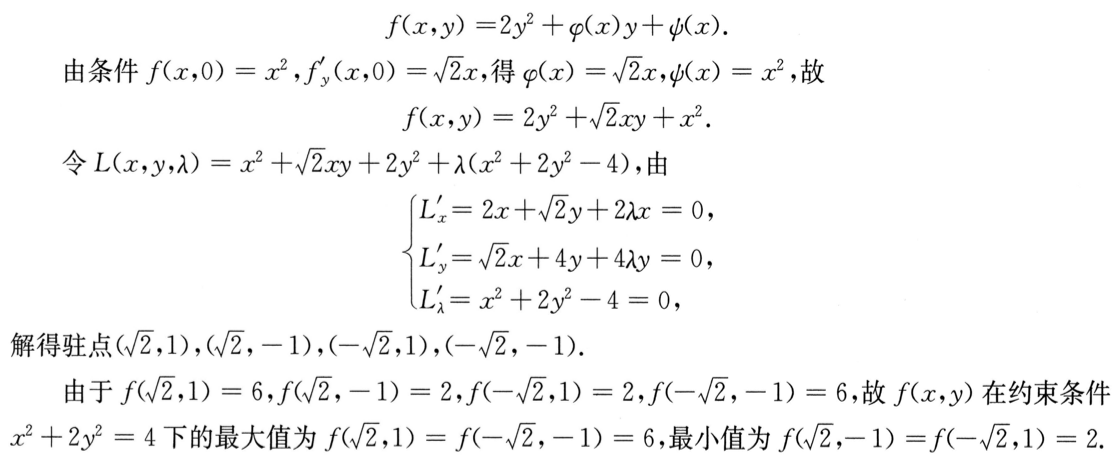 f(x,y) =2y²+φ(x)y+ψ(x).
由条件 f(x,0) = x²,f′y(x,0) = √2x,得 φ(x) = √2x,ψ(x) = x²,故
f(x,y) = 2y²+√2xy+x².
令 L(x,y,λ) = x²+√2xy+2y²+λ(x²+2y²−4),由
L′x= 2x+√2y+2λx = 0,
L′y= √2x+4y+4λy = 0,
L′λ= x²+2y²−4 = 0,
解得驻点(√2,1),(√2,−1),(−√2,1),(−√2,−1).
由于 f(√2,1) = 6,f(√2,−1) = 2,f(−√2,1) = 2,f(−√2,−1) = 6,故 f(x,y) 在约束条件
x²+2y² = 4 下的最大值为 f(√2,1) = f(−√2,−1) = 6,最小值为 f(√2,−1) =f(−√2,1) = 2.